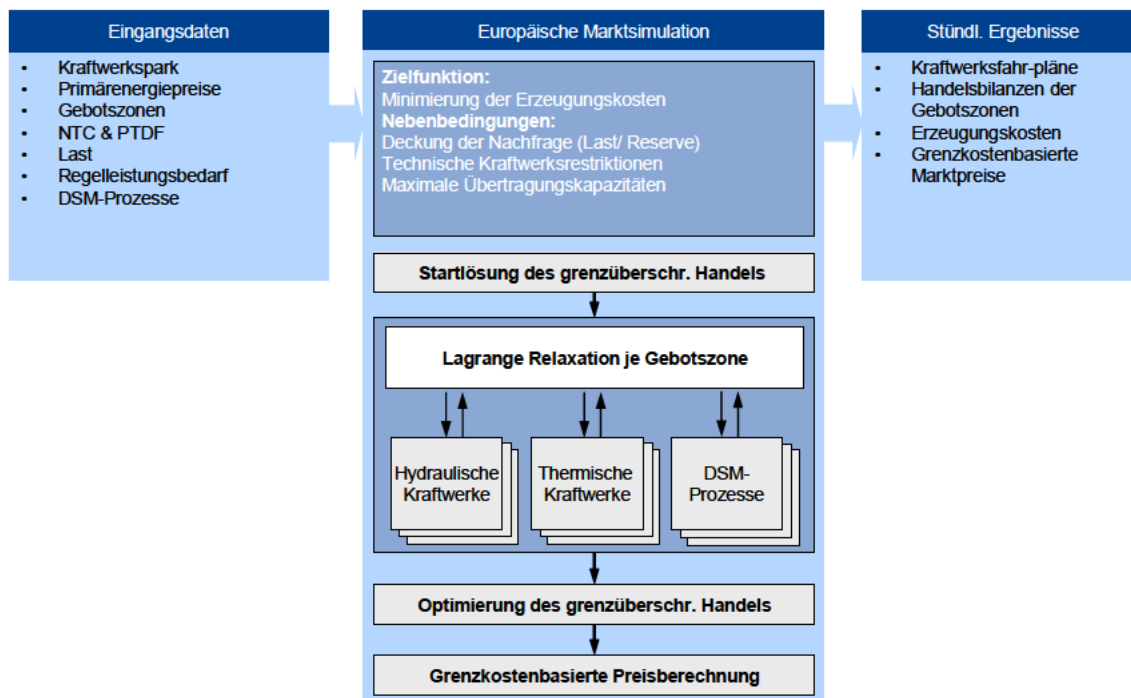 Eingangsdaten
• Kraftwerkspark
• Primärenergiepreise
• Gebotszonen
• NTC & PTDF
• Last
• Regelleistungsbedarf
• DSM-Prozesse
Europäische Marktsimulation
Zielfunktion:
Minimierung der Erzeugungskosten
Nebenbedingungen:
Deckung der Nachfrage (Last/ Reserve)
Technische Kraftwerksrestriktionen
Maximale Übertragungskapazitäten
Startlösung des grenzüberschr. Handels
Lagrange Relaxation je Gebotszone
Hydraulische
Kraftwerke
Thermische
Kraftwerke
DSM-
Prozesse
Optimierung des grenzüberschr. Handels
Grenzkostenbasierte Preisberechnung
Stündl. Ergebnisse
• Kraftwerksfahr-pläne
• Handelsbilanzen der
Gebotszonen
• Erzeugungskosten
• Grenzkostenbasierte
Marktpreise